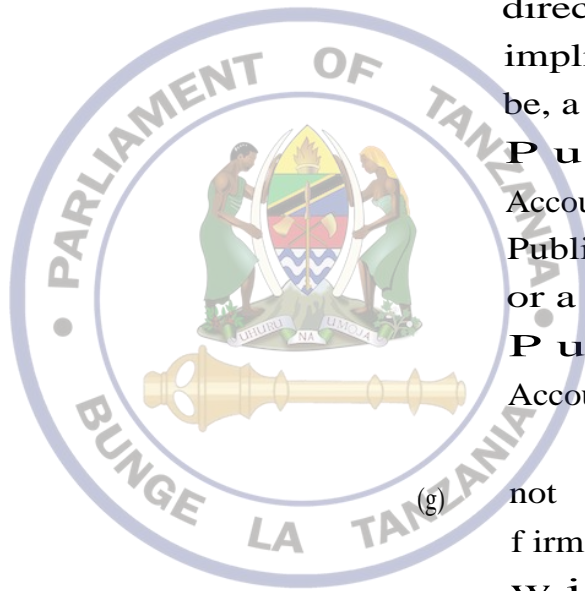 direc
impli
be, a
P u
Accou
Publi
or a
P u
Accou
(g) not
f irm
w i
PARLIAMENT OF TANZANIA
BUNGE LA TANZANIA
UHURU NA UMOJA